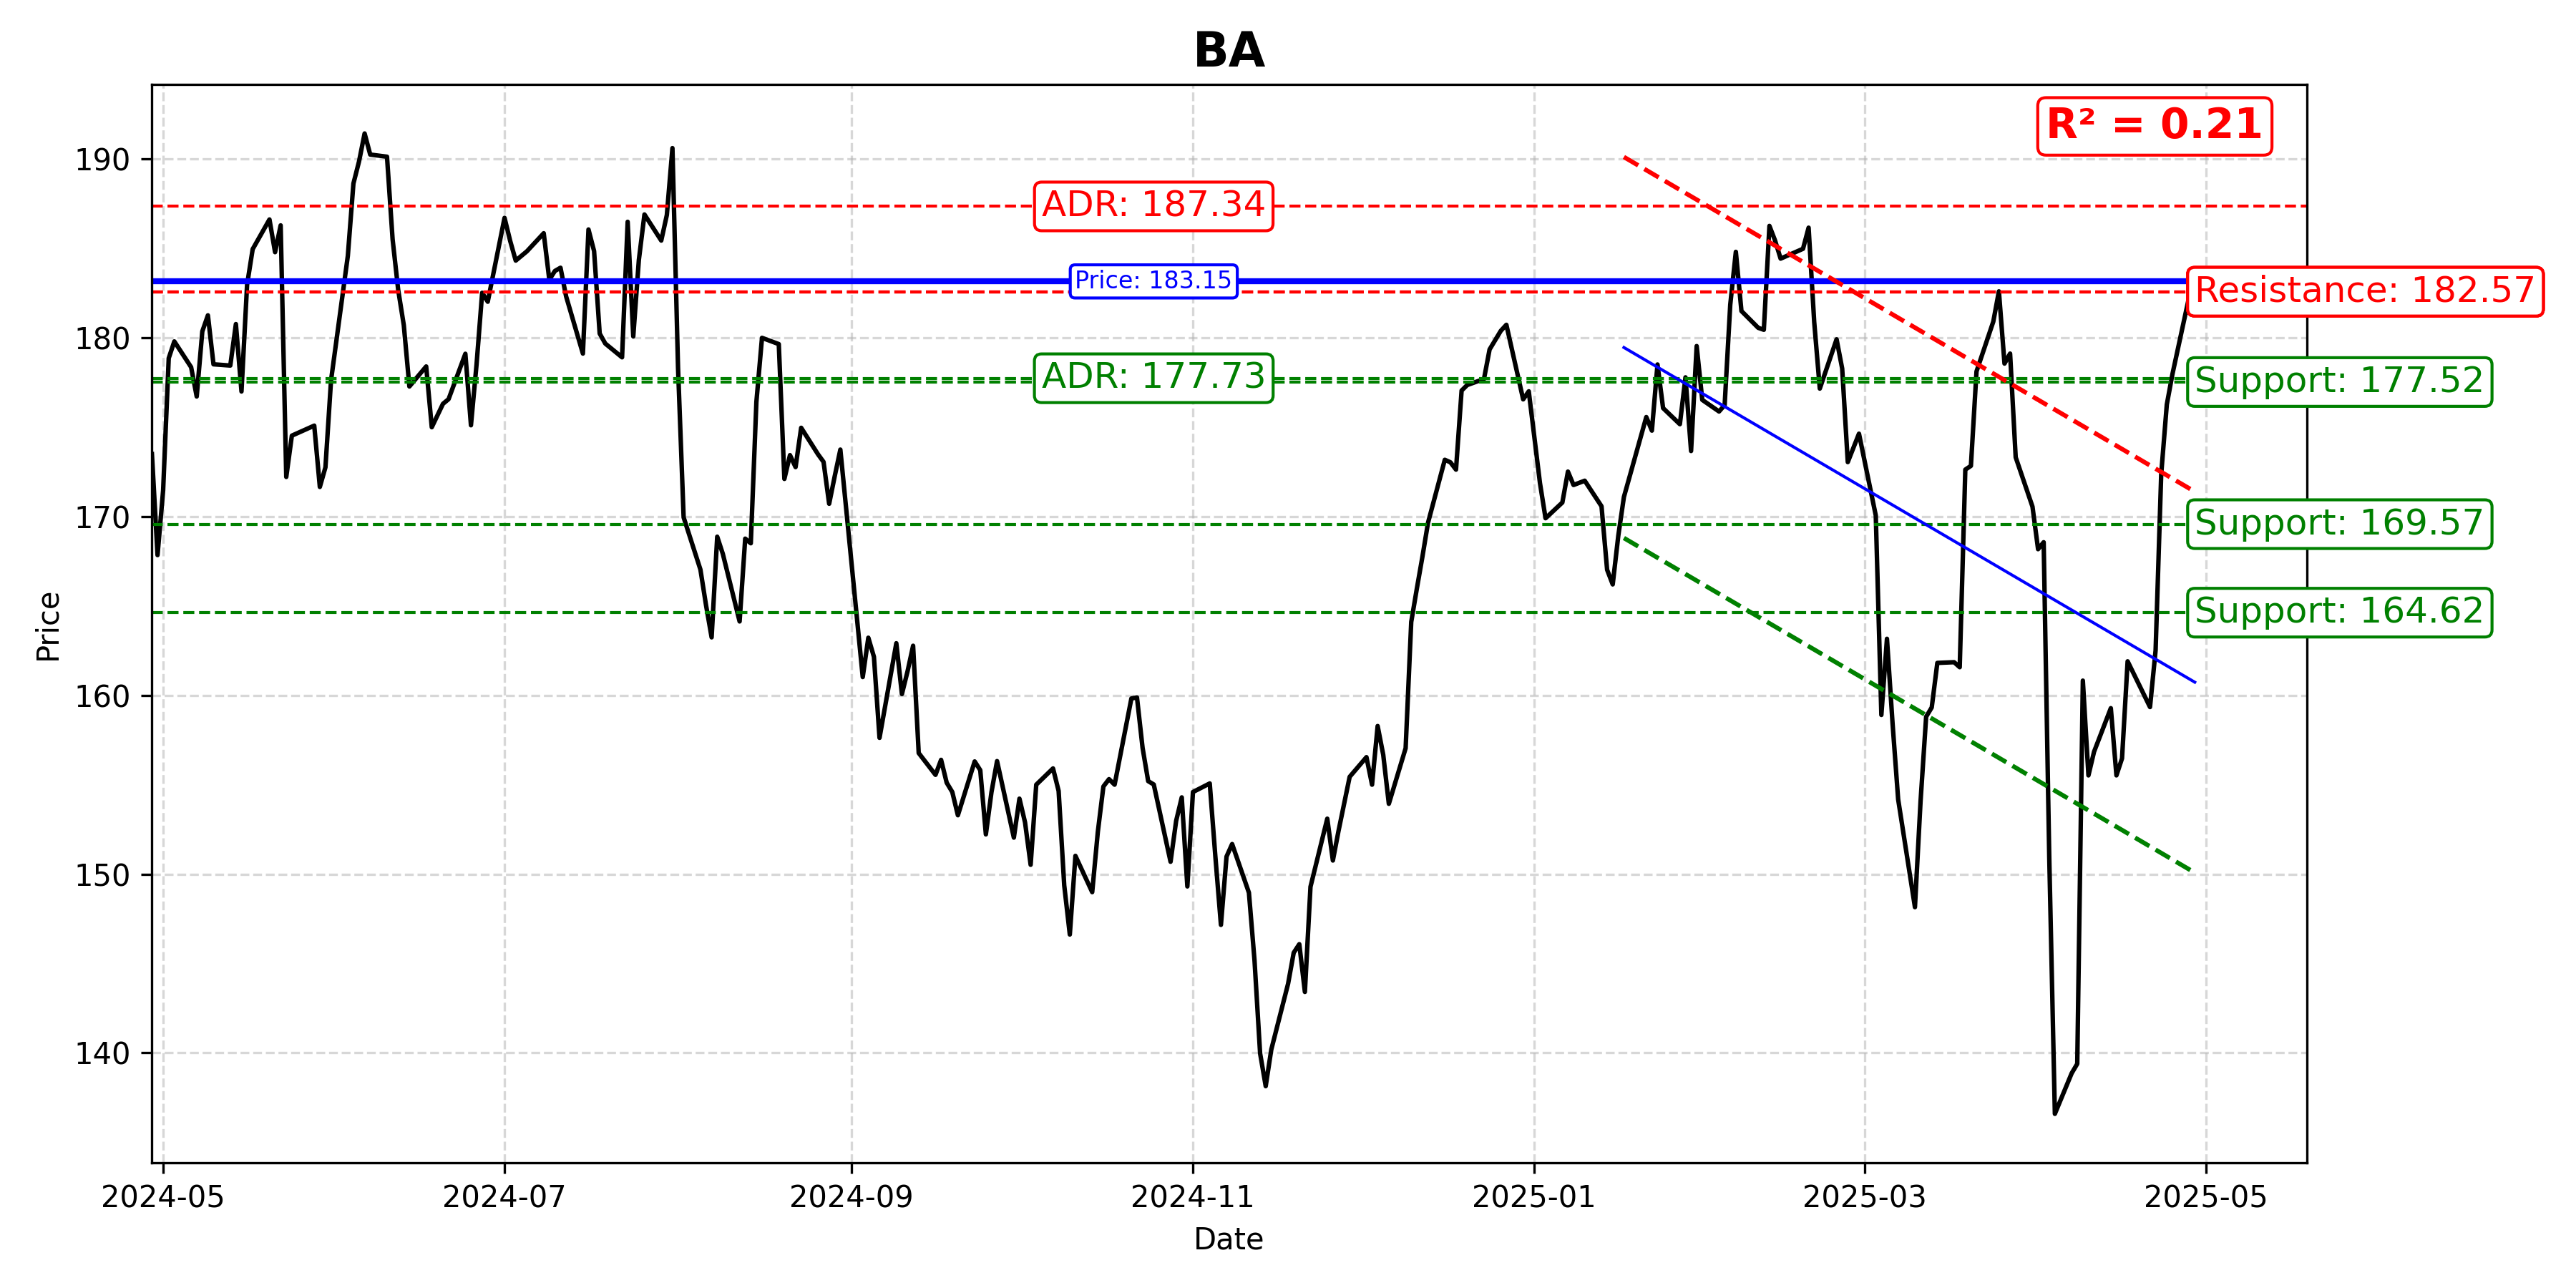 BA
R² = 0.21
190
180
170
160
150
140
Price
ADR: 187.34
Price: 183.15
ADR: 177.73
Resistance: 182.57
Support: 177.52
Support: 169.57
Support: 164.62
2024-05
2024-07
2024-09
2024-11
2025-01
2025-03
2025-05
Date